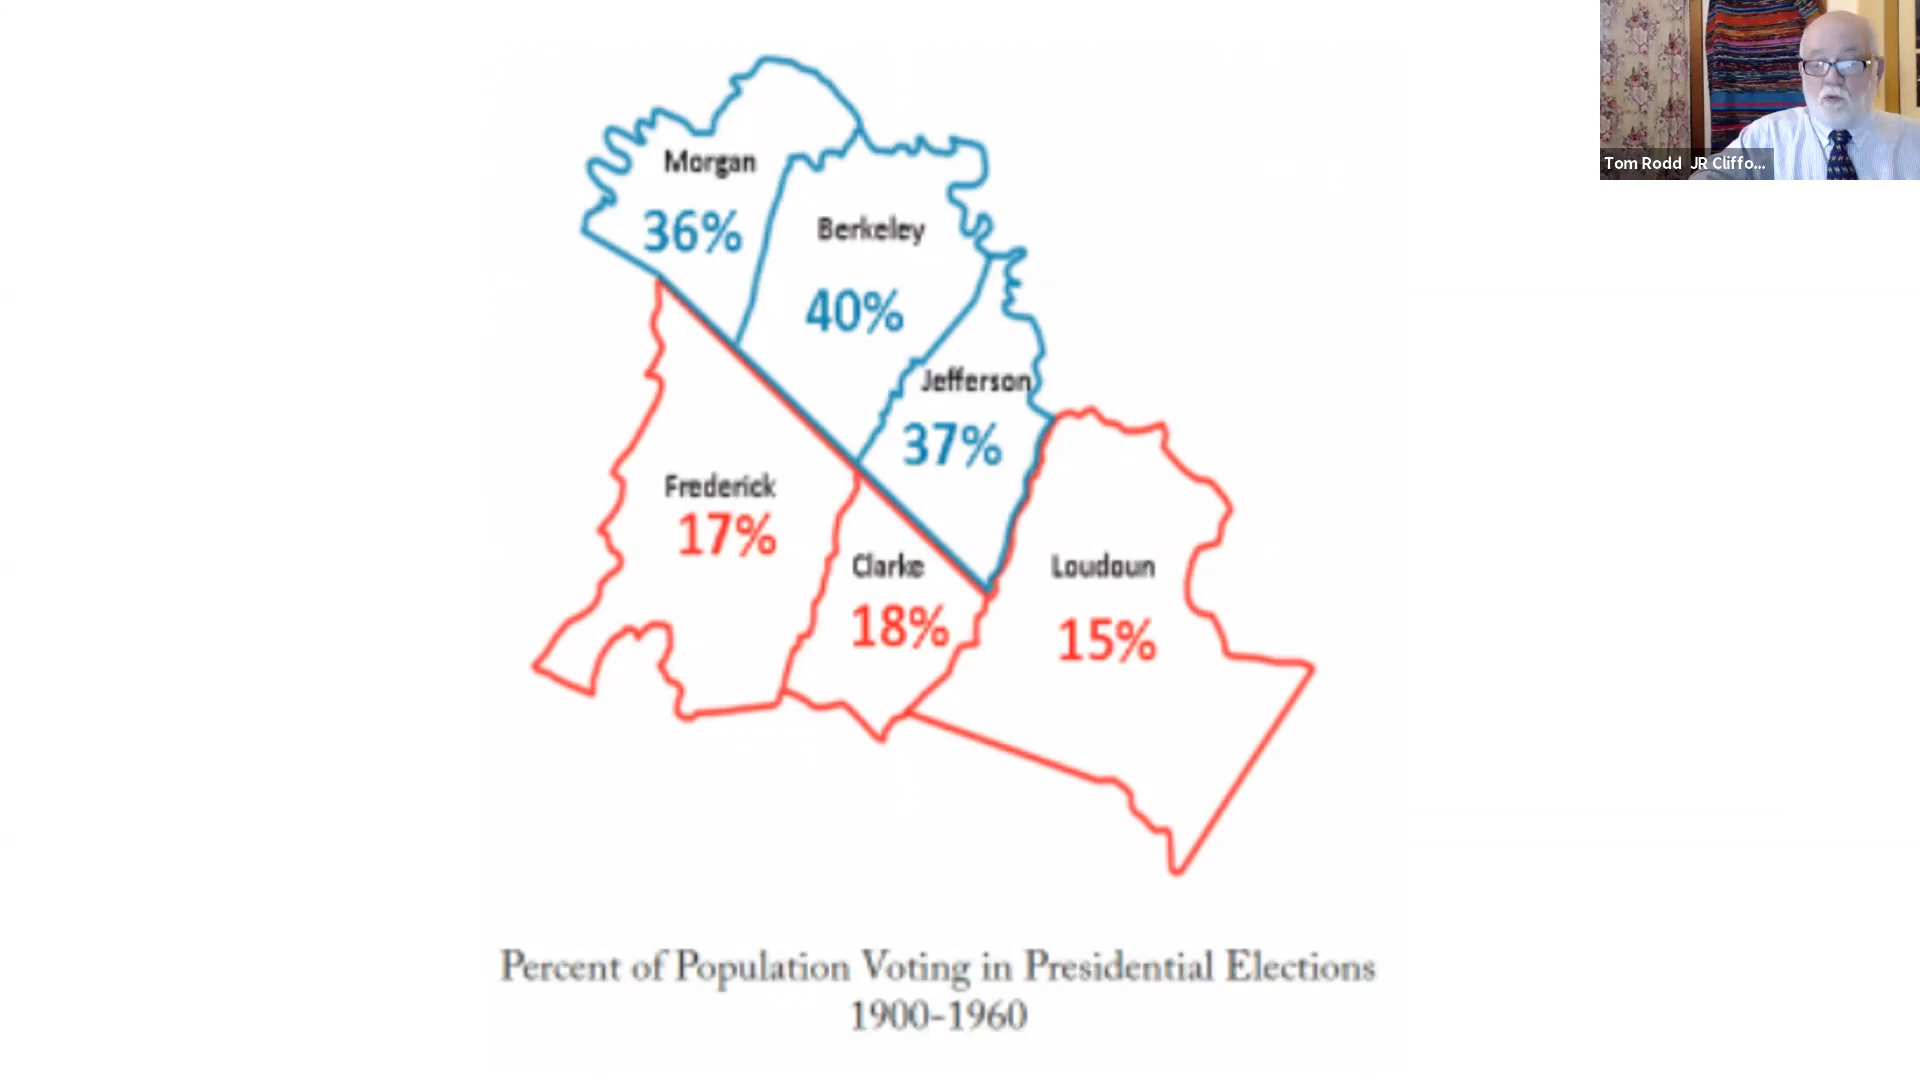 Morgan
36%
Berkeley
40%
Jefferson
37%
Frederick
17%
Clarke
18%
Loudoun
15%
Percent of Population Voting in Presidential Elections
1900-1960
Tom Rodd JR Cliffo...